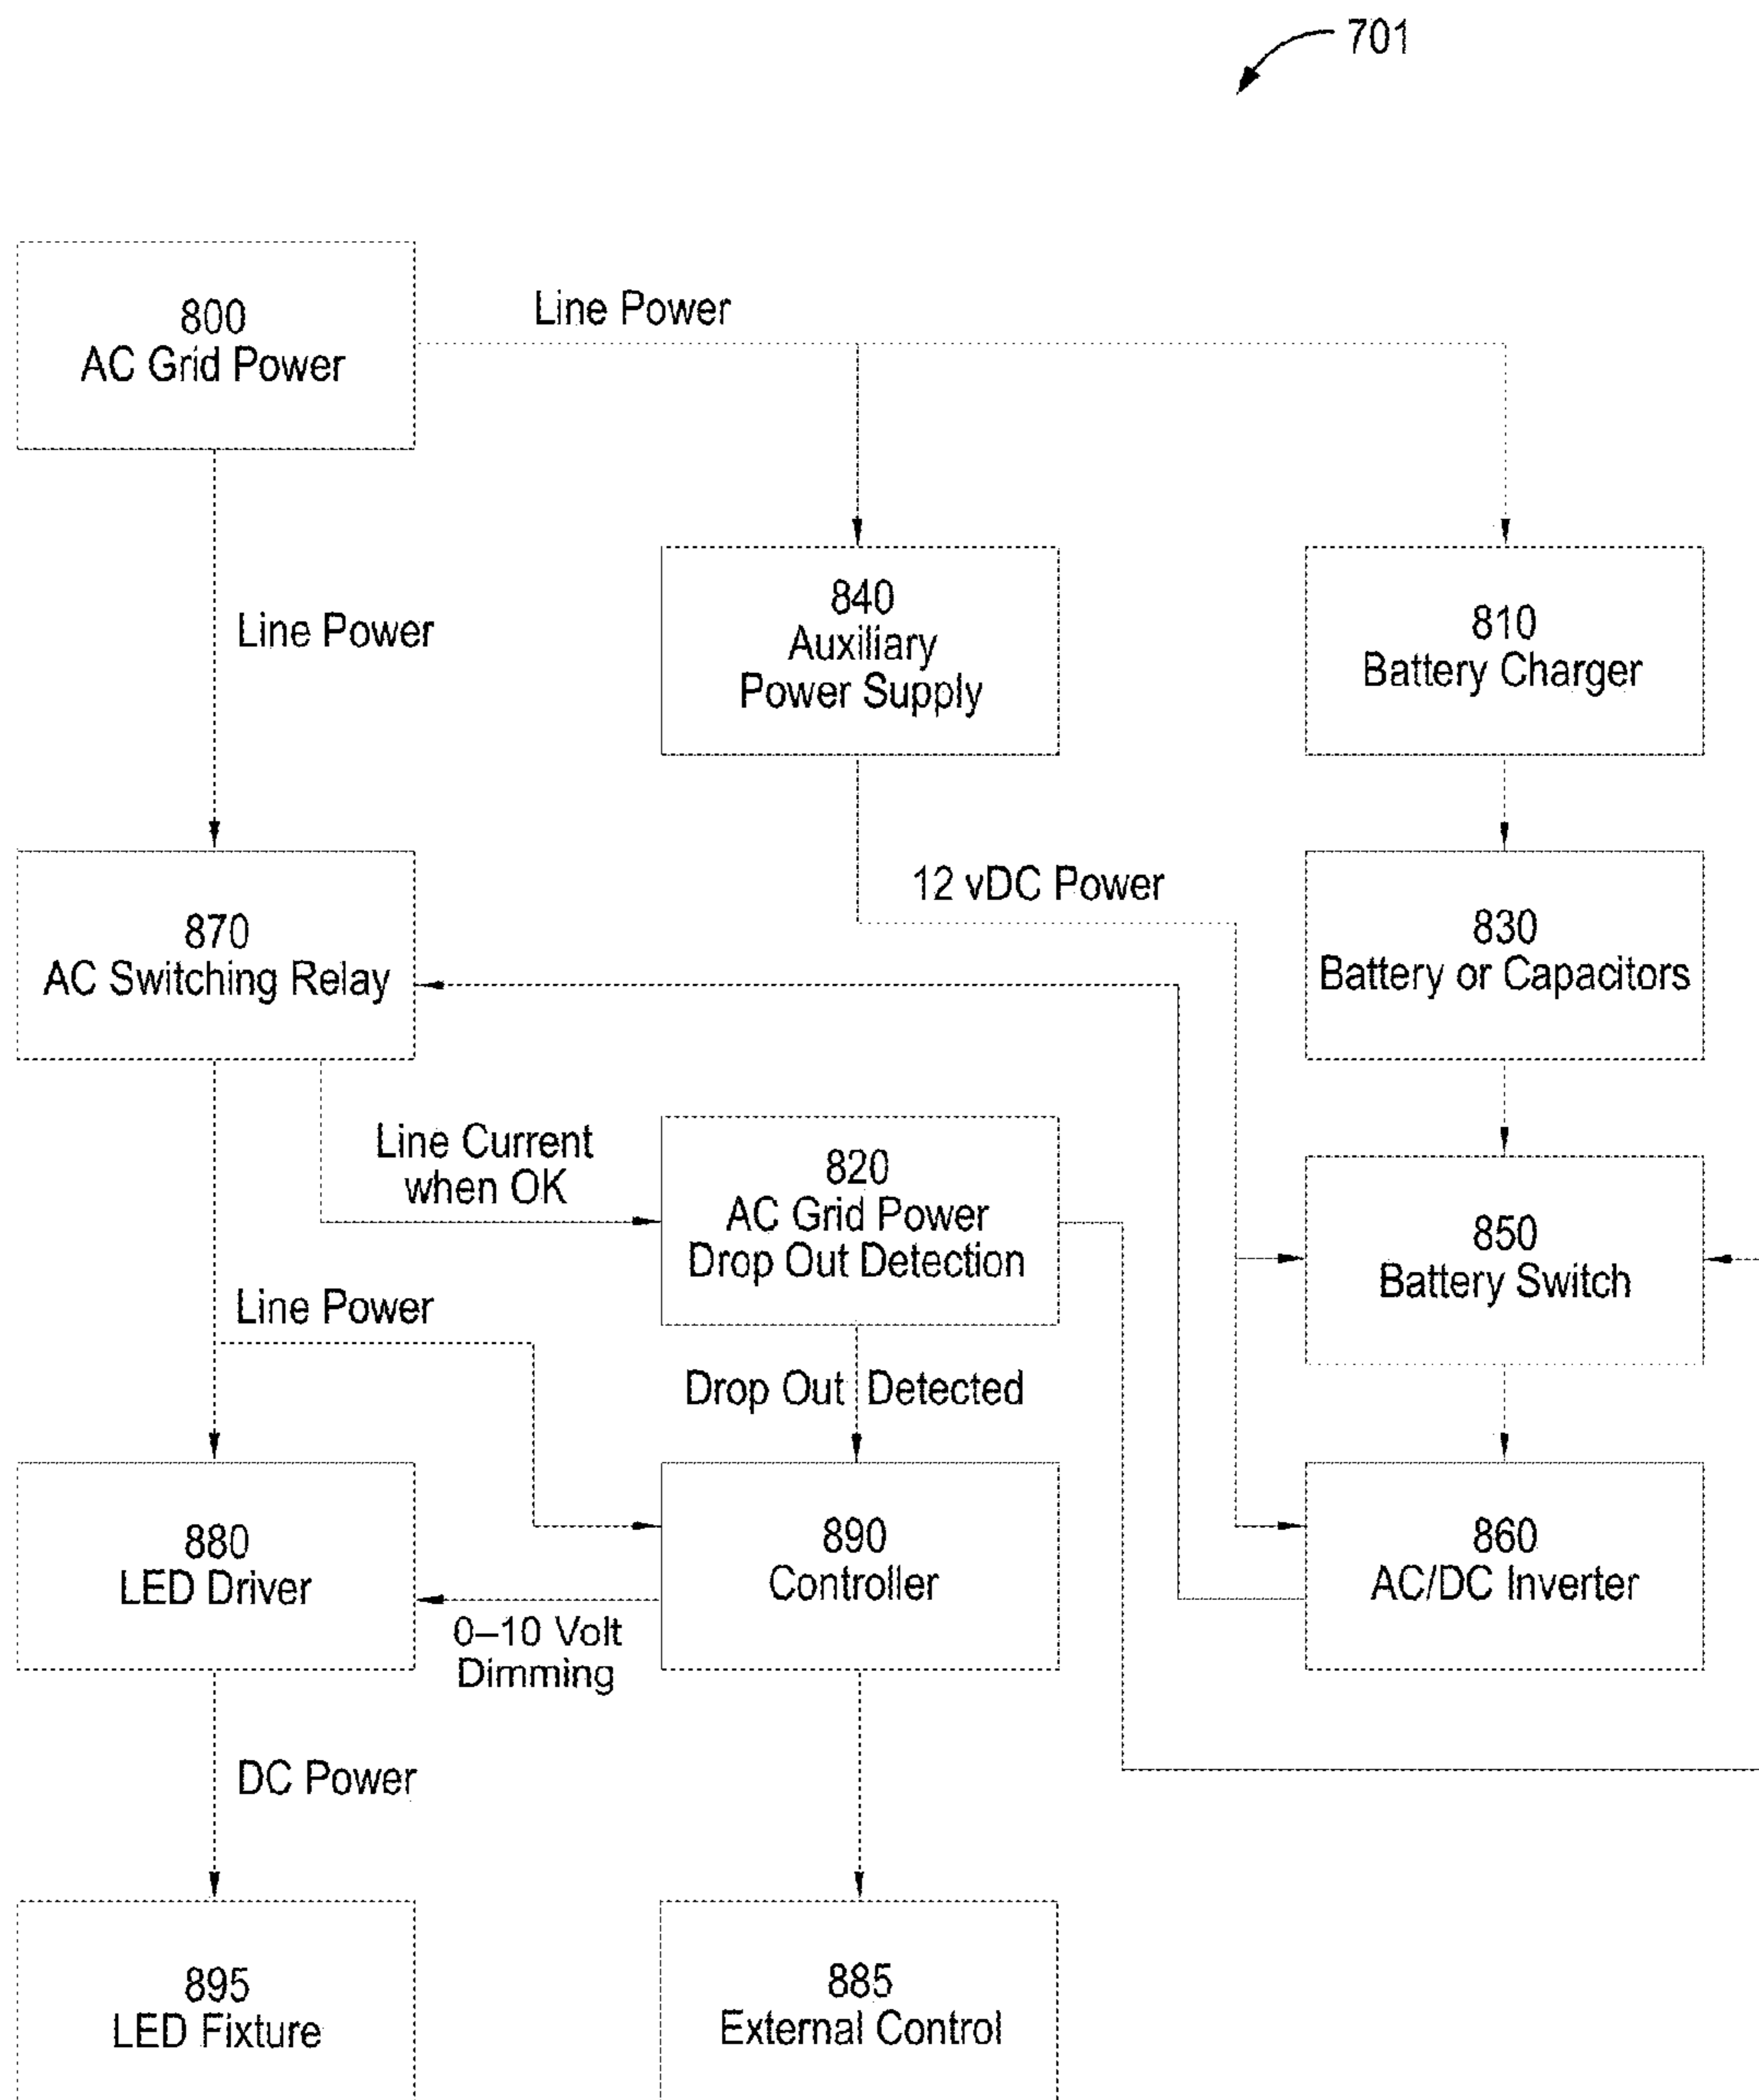 701
800
AC Grid Power
Line Power
Line Power
840
Auxiliary
Power Supply
810
Battery Charger
12 vDC Power
870
AC Switching Relay
830
Battery or Capacitors
Line Current
when OK
820
AC Grid Power
Drop Out Detection
850
Battery Switch
Line Power
Drop Out Detected
880
LED Driver
0–10 Volt
Dimming
890
Controller
860
AC/DC Inverter
DC Power
895
LED Fixture
885
External Control